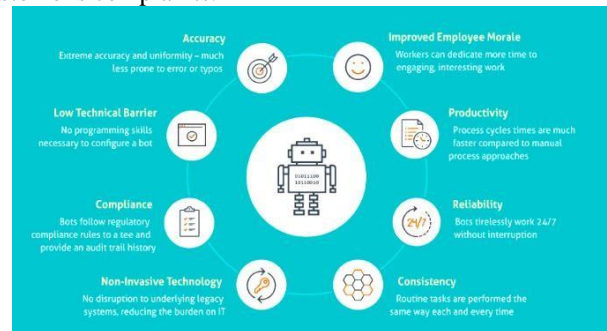 Accuracy
Extreme accuracy and uniformity – much
less prone to error or typos
Improved Employee Morale
Workers can dedicate more time to
engaging, interesting work
Low Technical Barrier
No programming skills
necessary to configure a bot
Productivity
Process cycles times are much
faster compared to manual
process approaches
01011100
10110010
Compliance
Bots follow regulatory
compliance rules to a tee and
provide an audit trail history
24/7
Reliability
Bots tirelessly work 24/7
without interruption
Non-Invasive Technology
No disruption to underlying legacy
systems, reducing the burden on IT
Consistency
Routine tasks are performed the
same way each and every time